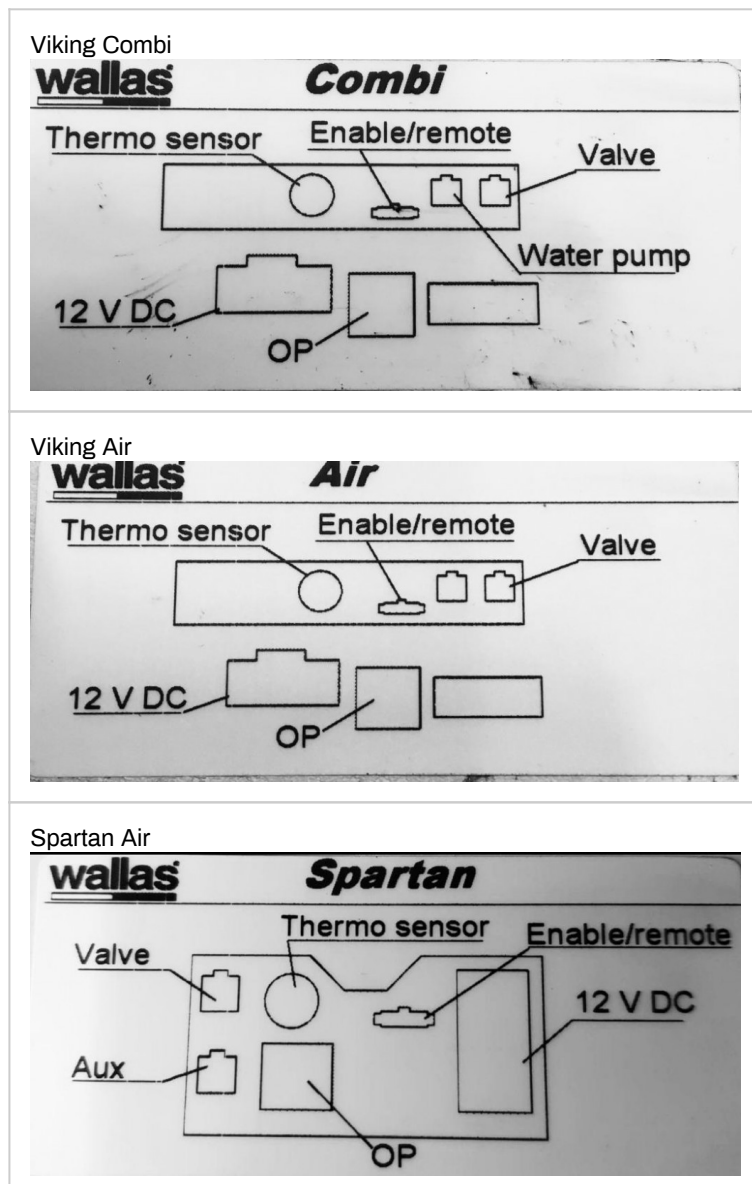 Viking Combi
wallas Combi
Thermo sensor Enable/remote Valve
Water pump
12 V DC
OP
Viking Air
wallas Air
Thermo sensor Enable/remote Valve
12 V DC
OP
Spartan Air
wallas Spartan
Valve Thermo sensor Enable/remote
12 V DC
Aux
OP